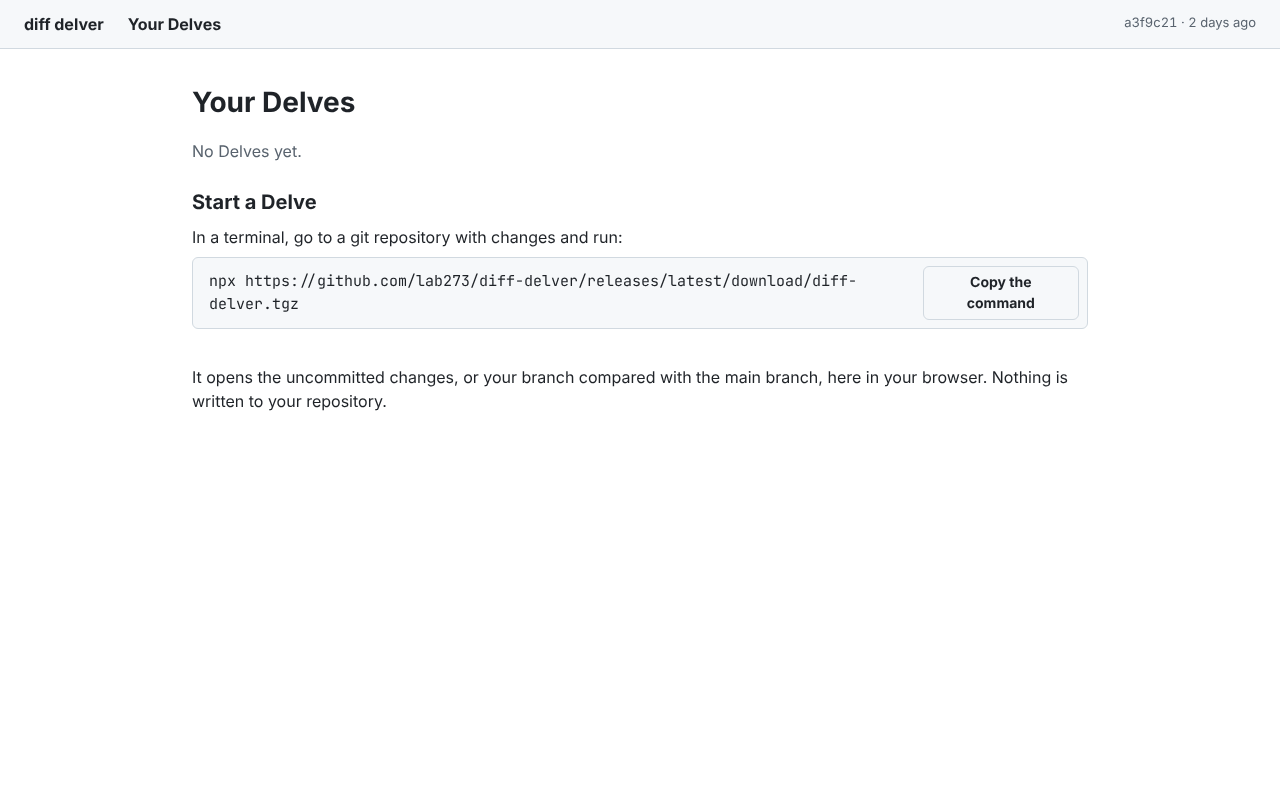 diff delver
Your Delves
a3f9c21 · 2 days ago
Your Delves
No Delves yet.
Start a Delve
In a terminal, go to a git repository with changes and run:
npx https://github.com/lab273/diff-delver/releases/latest/download/diff-
delver.tgz
Copy the
command
It opens the uncommitted changes, or your branch compared with the main branch, here in your browser. Nothing is
written to your repository.